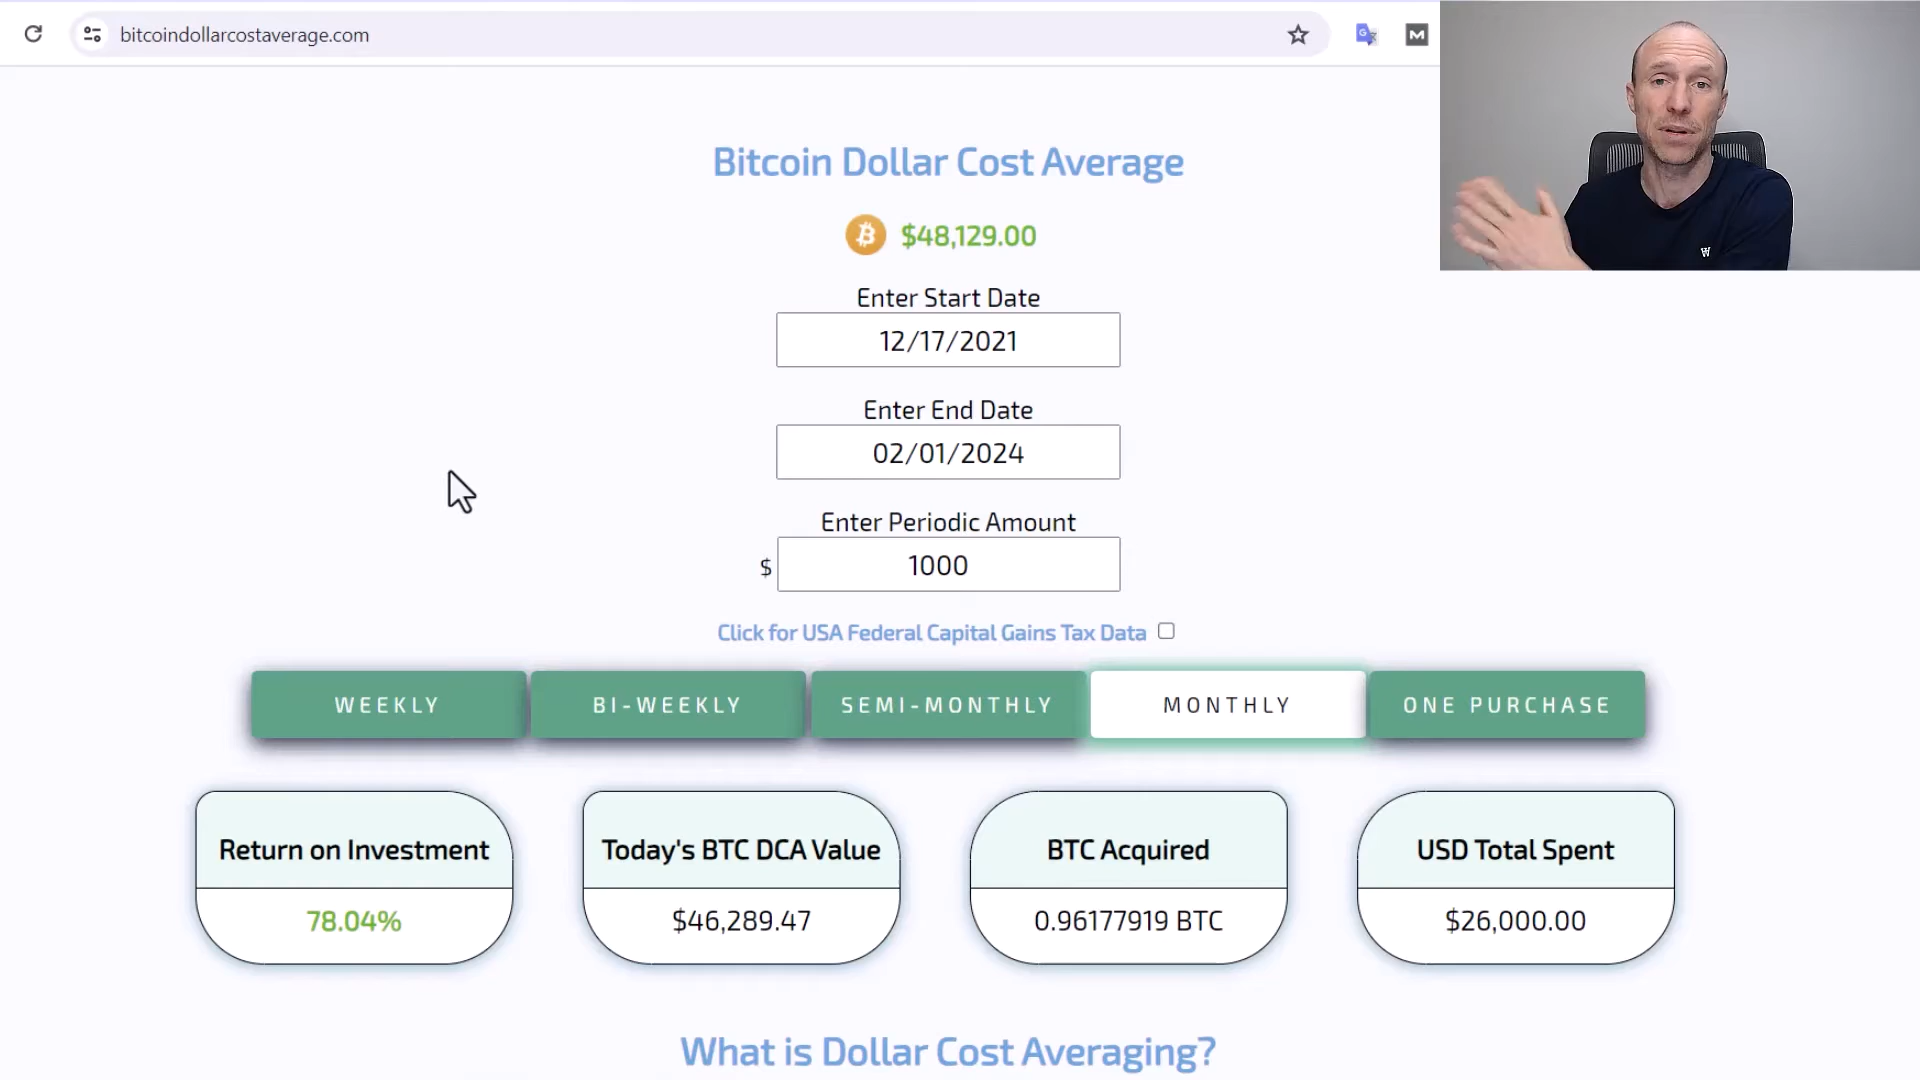 bitcoindollarcostaverage.com
Bitcoin Dollar Cost Average
$48,129.00
Enter Start Date
12/17/2021
Enter End Date
02/01/2024
Enter Periodic Amount
$ 1000
Click for USA Federal Capital Gains Tax Data
WEEKLY BI-WEEKLY SEMI-MONTHLY MONTHLY ONE PURCHASE
Return on Investment Today's BTC DCA Value BTC Acquired USD Total Spent
78.04% $46,289.47 0.96177919 BTC $26,000.00
What is Dollar Cost Averaging?